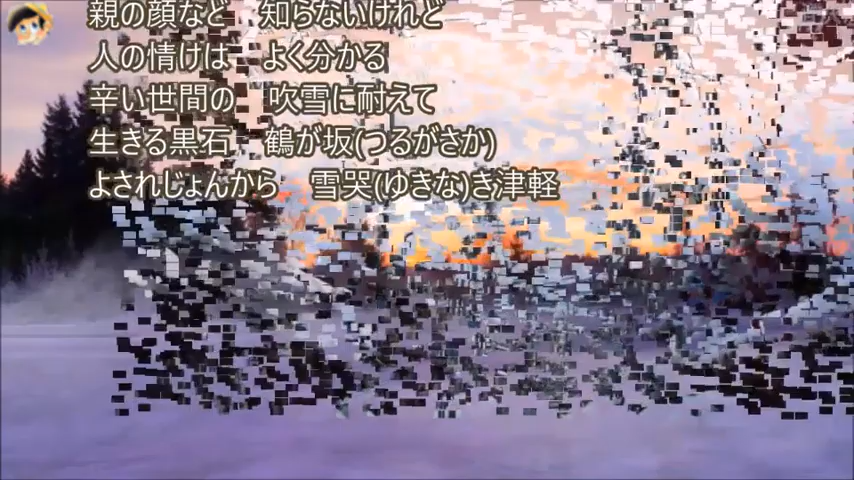 親の顔など　知らないけれど
人の情けは　よく分かる
辛い世間の　吹雪に耐えて
生きる黒石　鶴が坂(つるがさか)
よされじょんから　雪哭(ゆきな)き津軽